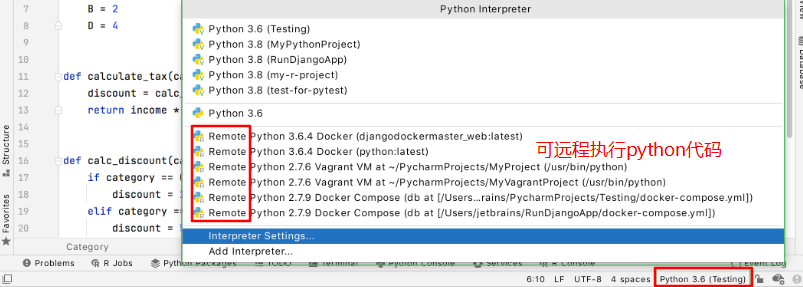 Python Interpreter
7 B = 2
8 D = 4
9
10
11 def calculate_tax(ca
12 discount = calc_
13 return income *
14
15
16 def calc_discount(ca
17 if category ==
18 discount =
19 elif category ==
20 discount =
Python 3.6 (Testing)
Python 3.8 (MyPythonProject)
Python 3.8 (RunDjangoApp)
Python 3.8 (my-r-project)
Python 3.8 (test-for-pytest)
Python 3.6
Remote Python 3.6.4 Docker (djangodockermaster_web:latest)
Remote Python 3.6.4 Docker (python:latest)
Remote Python 2.7.6 Vagrant VM at ~/PycharmProjects/MyProject (/usr/bin/python)
Remote Python 2.7.6 Vagrant VM at ~/PycharmProjects/MyVagrantProject (/usr/bin/python)
Remote Python 2.7.9 Docker Compose (db at [/Users...rains/PycharmProjects/Testing/docker-compose.yml])
Remote Python 2.7.9 Docker Compose (db at [/Users/jetbrains/RunDjangoApp/docker-compose.yml])
可远程执行python代码
Interpreter Settings...
Add Interpreter...
Structure
Favorites
Database
Category
Problems R Jobs Python Packages TODO Terminal Python Console Services R Console Event Log
6:10 LF UTF-8 4 spaces Python 3.6 (Testing)